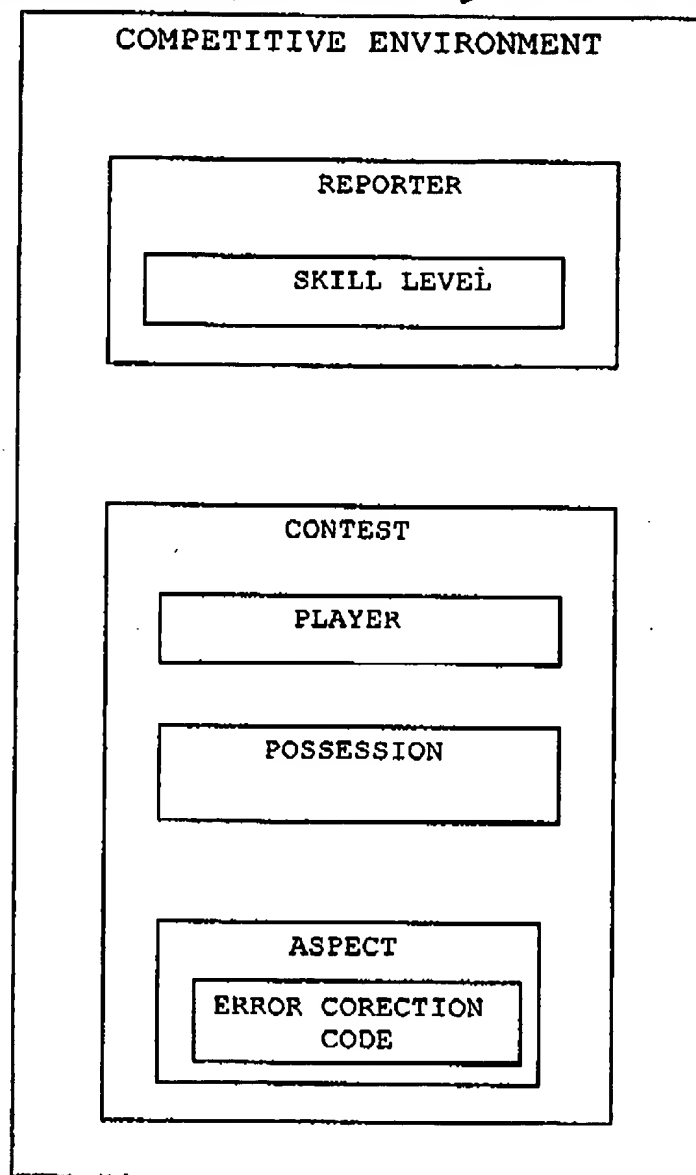 COMPETITIVE ENVIRONMENT
REPORTER
SKILL LEVEL
CONTEST
PLAYER
POSSESSION
ASPECT
ERROR CORECTION
CODE